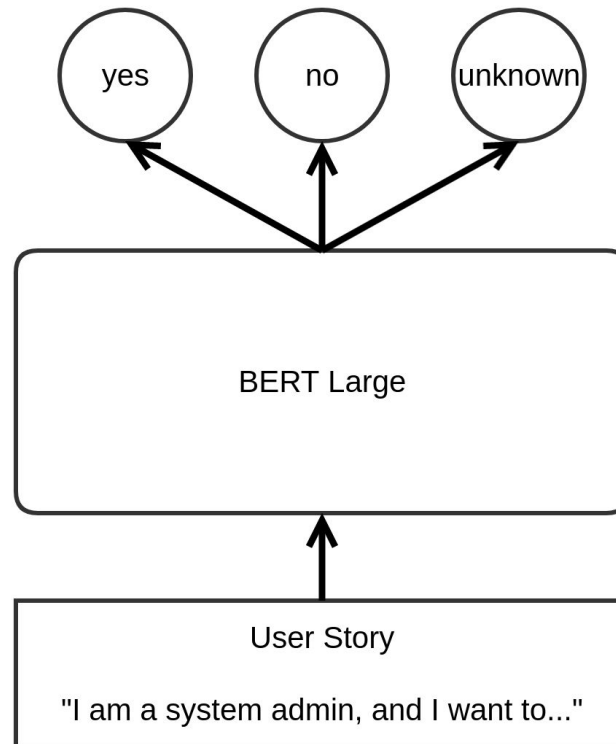 yes
no
unknown
BERT Large
User Story
"I am a system admin, and I want to..."